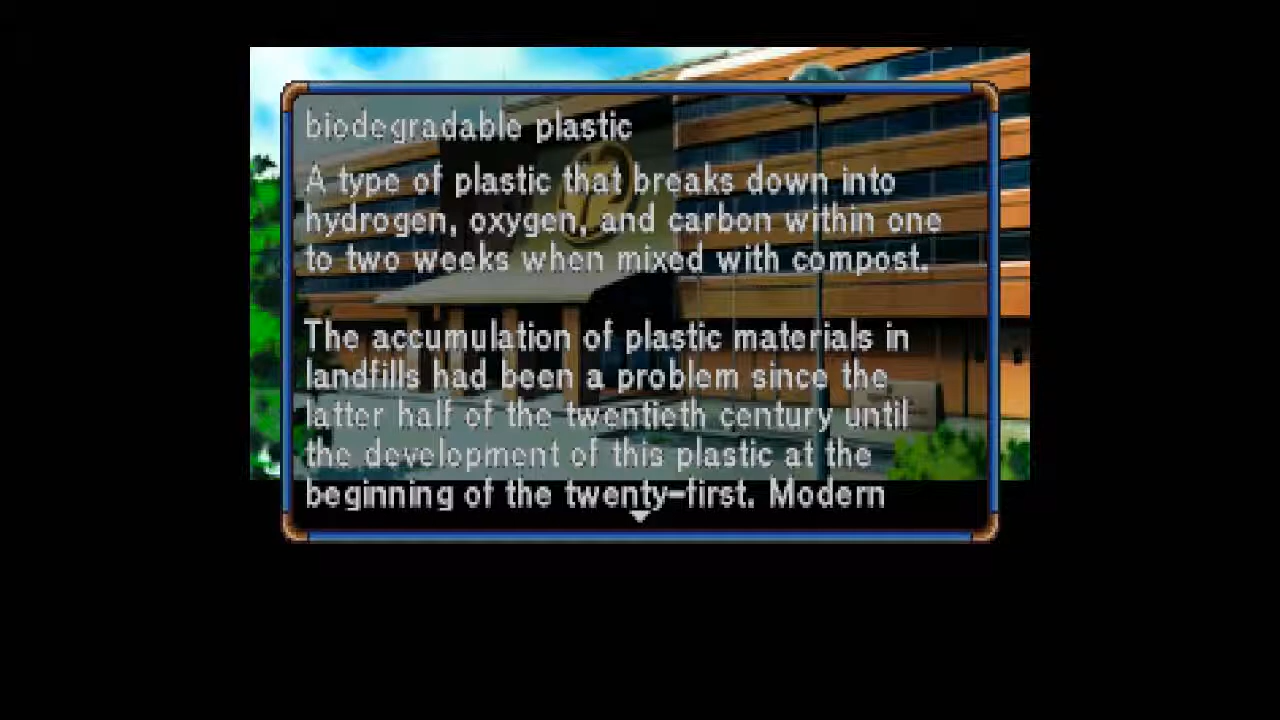 biodegradable plastic
A type of plastic that breaks down into
hydrogen, oxygen, and carbon within one
to two weeks when mixed with compost.
The accumulation of plastic materials in
landfills had been a problem since the
latter half of the twentieth century until
the development of this plastic at the
beginning of the twenty-first. Modern